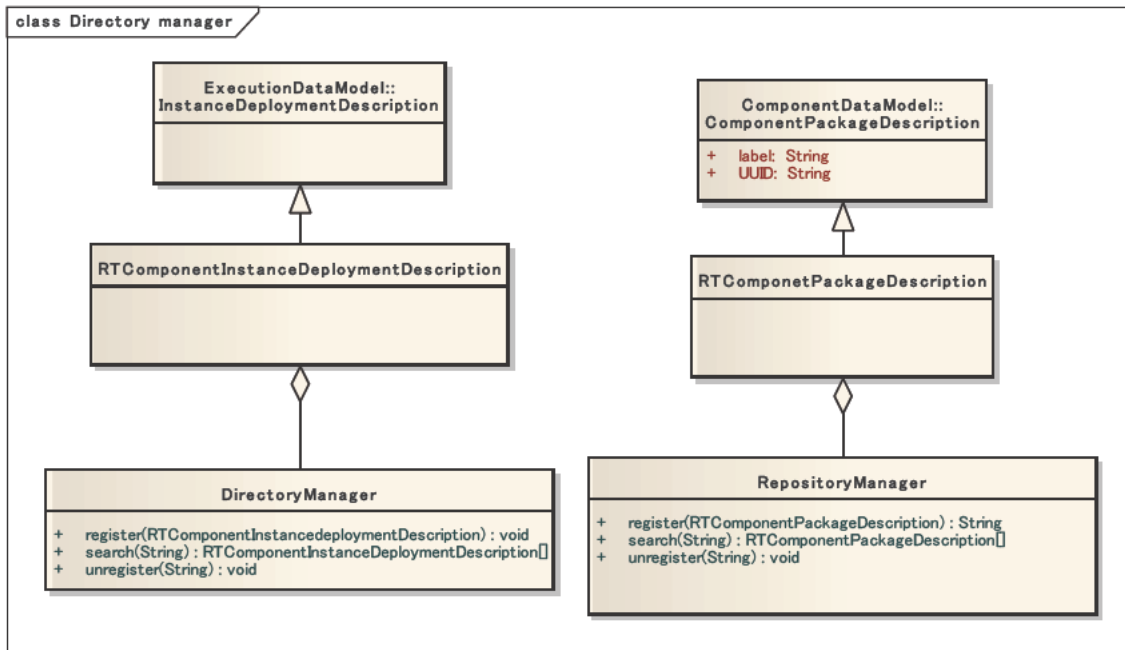 class Directory manager
ExecutionDataModel::
InstanceDeploymentDescription
RTComponentInstanceDeploymentDescription
DirectoryManager
+ register(RTComponentInstancedeploymentDescription) : void
+ search(String) : RTComponentInstanceDeploymentDescription[]
+ unregister(String) : void
ComponentDataModel::
ComponentPackageDescription
+ label: String
+ UUID: String
RTComponetPackageDescription
RepositoryManager
+ register(RTComponentPackageDescription) : String
+ search(String) : RTComponentPackageDescription[]
+ unregister(String) : void